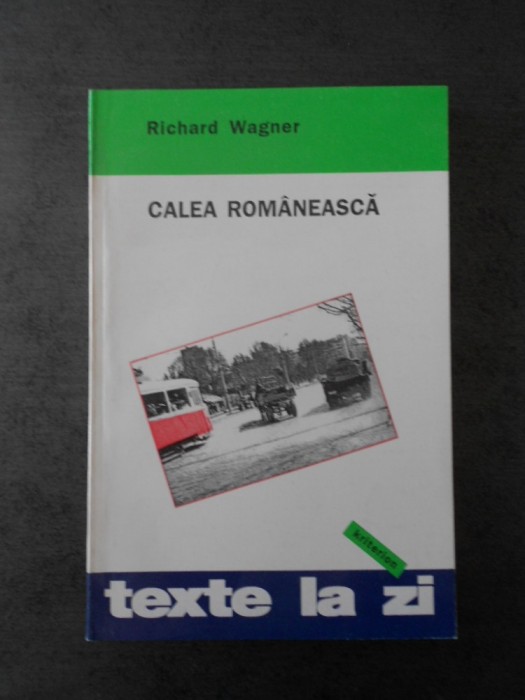 Richard Wagner
CALEA ROMÂNEASCĂ
kriterion
texte la zi